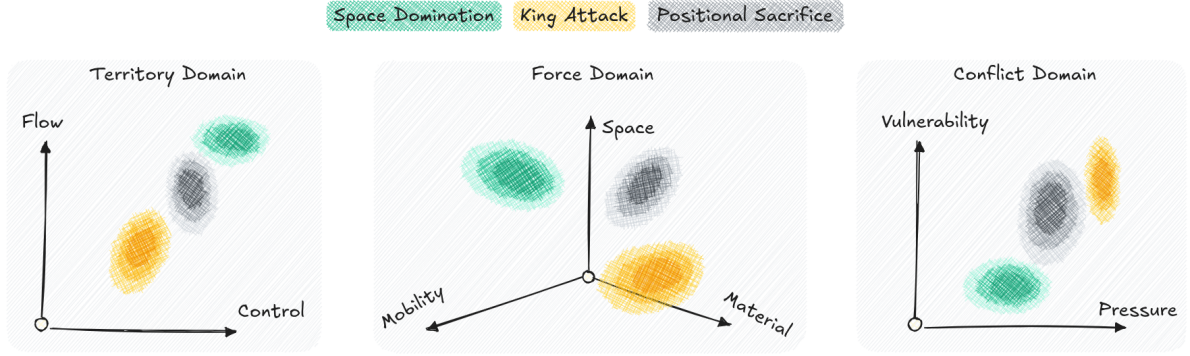 Space Domination
King Attack
Positional Sacrifice
Territory Domain
Flow
Control
Force Domain
Space
Mobility
Material
Conflict Domain
Vulnerability
Pressure